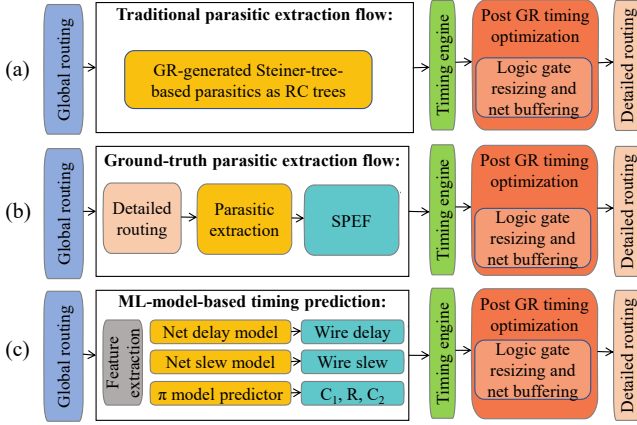 (a)
Global routing
Traditional parasitic extraction flow:
GR-generated Steiner-tree-
based parasitics as RC trees
Timing engine
Post GR timing
optimization
Logic gate
resizing and
net buffering
Detailed routing
(b)
Global routing
Ground-truth parasitic extraction flow:
Detailed
routing
Parasitic
extraction
SPEF
Timing engine
Post GR timing
optimization
Logic gate
resizing and
net buffering
Detailed routing
(c)
Global routing
ML-model-based timing prediction:
Feature
extraction
Net delay model
Wire delay
Net slew model
Wire slew
π model predictor
C₁, R, C₂
Timing engine
Post GR timing
optimization
Logic gate
resizing and
net buffering
Detailed routing